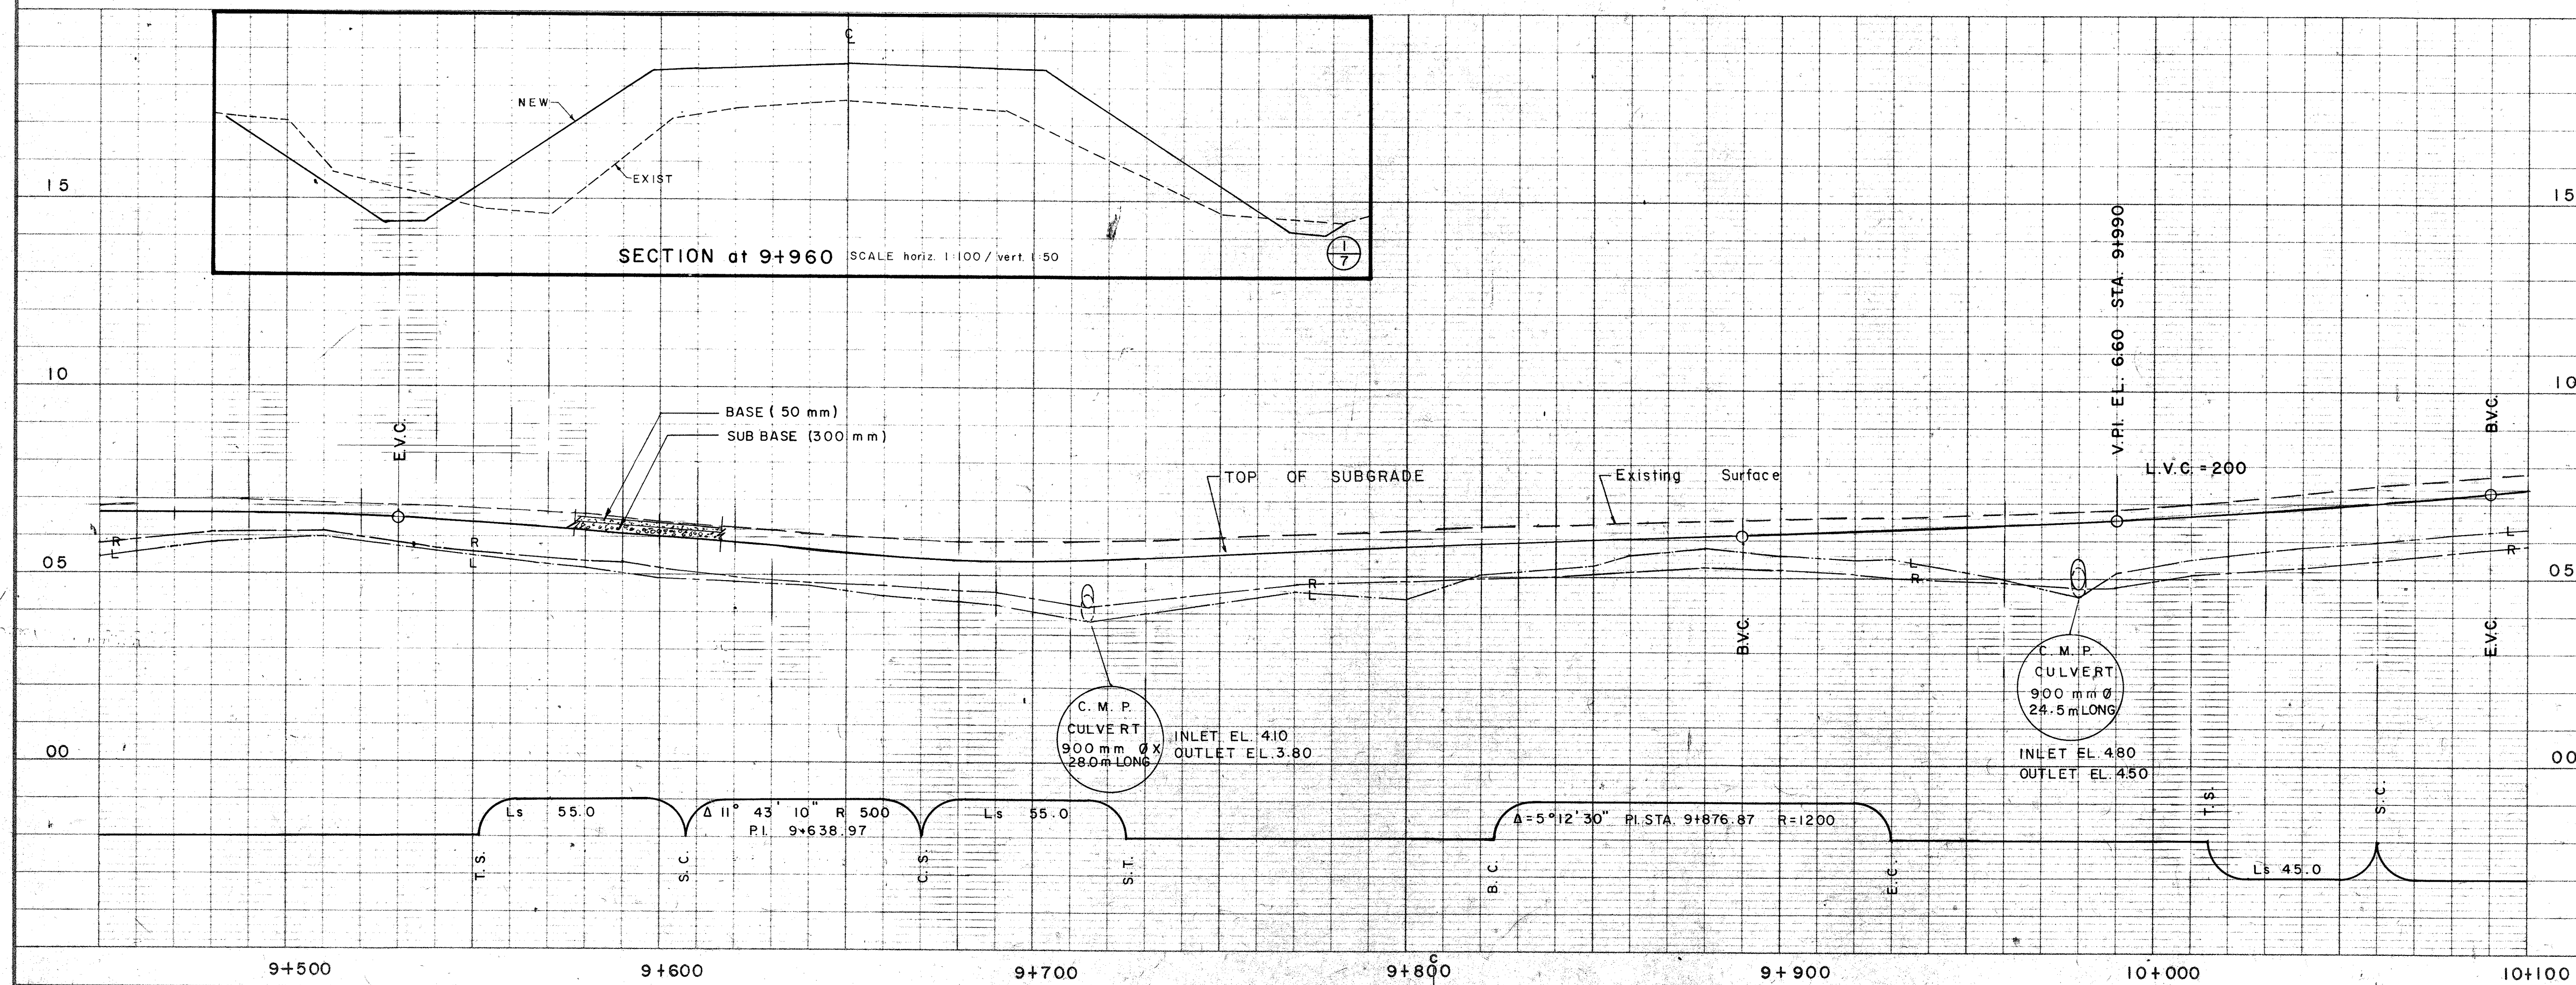 ℄
NEW
EXIST
SECTION at 9+960 SCALE horiz. 1:100 / vert. 1:50
1
7
15
15
10
10
05
05
00
00
E.V.C.
BASE ( 50 mm)
SUB BASE (300 mm)
TOP OF SUBGRADE
Existing Surface
V.P.I. EL. 6.60 STA. 9+990
L.V.C. = 200
B.V.C.
E.V.C.
B.V.C.
R
L
R
L
R
L
L
R
L
R
C. M. P.
CULVERT
900 mm Ø X
28.0 m LONG
INLET EL. 4.10
OUTLET EL. 3.80
C. M. P.
CULVERT
900 mm Ø
24.5 m LONG
INLET EL. 4.80
OUTLET EL. 4.50
Ls 55.0
Δ 11° 43' 10" R 500
P.I. 9+638.97
Ls 55.0
Δ=5°12'30" P.I. STA. 9+876.87 R=1200
Ls 45.0
T. S.
S. C.
C. S.
S. T.
B. C.
E.C.
T. S.
S. C.
9+500
9+600
9+700
9+800
C
9+900
10+000
10+100